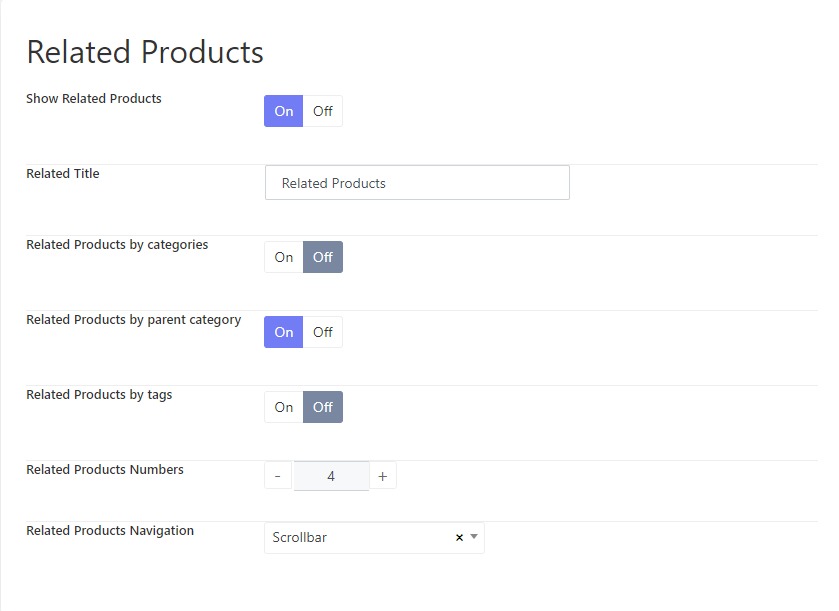 Related Products
Show Related Products
On Off
Related Title
Related Products
Related Products by categories
On Off
Related Products by parent category
On Off
Related Products by tags
On Off
Related Products Numbers
- 4 +
Related Products Navigation
Scrollbar ×